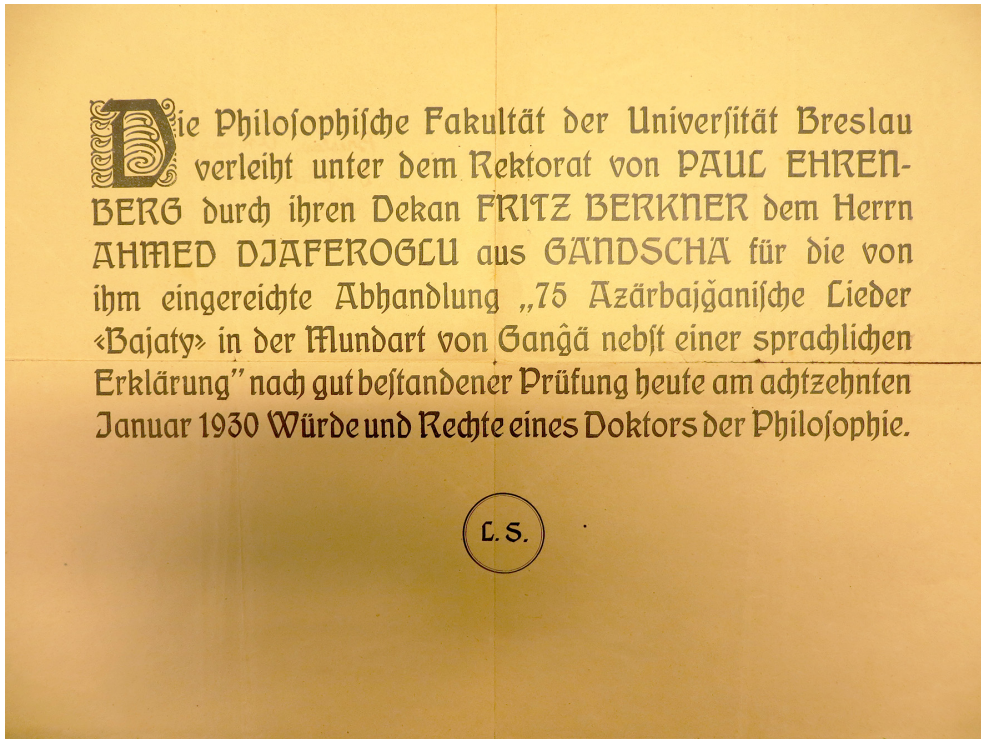 Die Philoſophiſche Fakultät der Univerſität Breslau
verleiht unter dem Rektorat von PAUL EHREN-
BERG durch ihren Dekan FRITZ BERKNER dem Herrn
AHMED DJAFEROGLU aus GANDSCHA für die von
ihm eingereichte Abhandlung „75 Azärbajğaniſche Lieder
«Bajaty» in der Mundart von Ganğä nebſt einer sprachlichen
Erklärung” nach gut beſtandener Prüfung heute am achtzehnten
Januar 1930 Würde und Rechte eines Doktors der Philoſophie.
L. S.